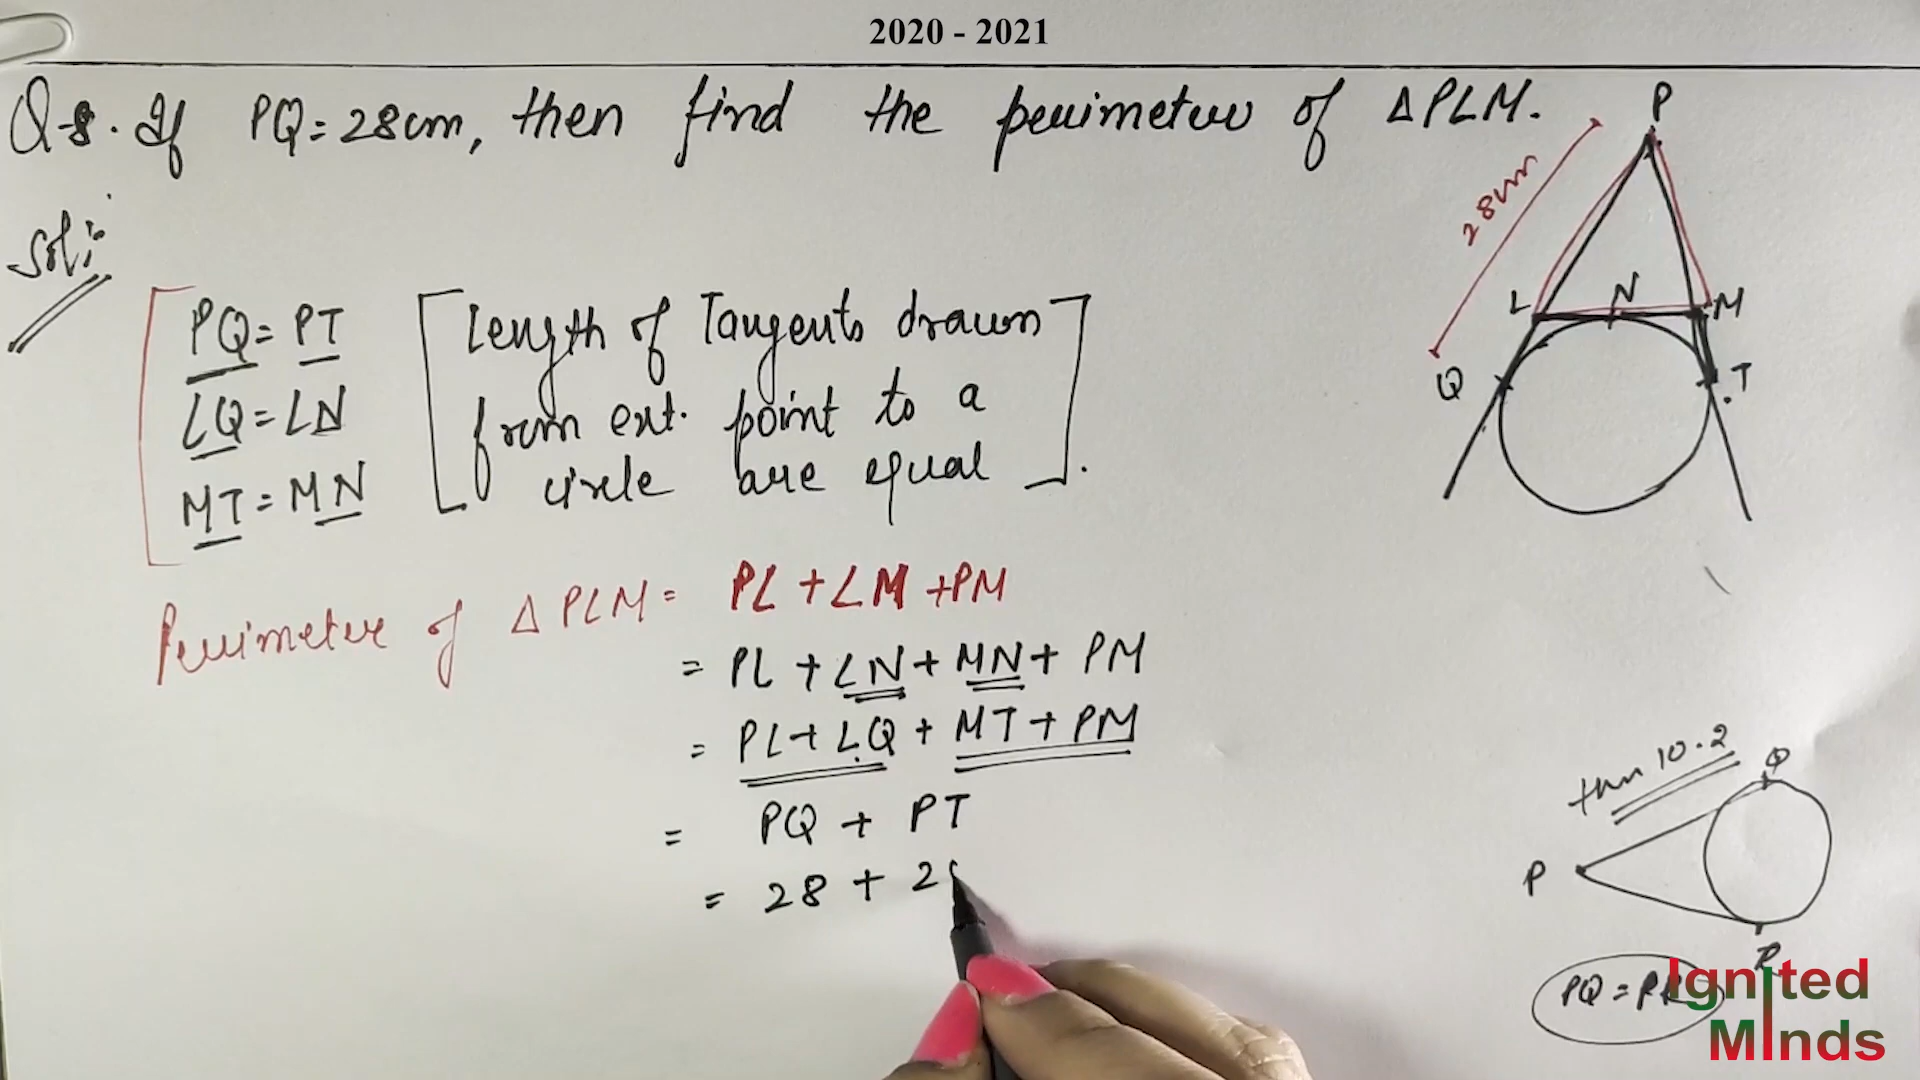 2020 - 2021
Q-8. If PQ=28cm, then find the perimeter of △PLM.
Sol:-
PQ = PT
LQ = LN
MT = MN
[Length of Tangents drawn
from ext. point to a
circle are equal].
Perimeter of △PLM = PL + LM + PM
= PL + LN + MN + PM
= PL + LQ + MT + PM
= PQ + PT
= 28 + 2
P
28cm
L
N
M
Q
T
thm 10.2
Q
P
R
PQ = PR
Ignited
Minds